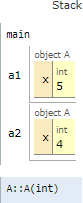 Stack
main
object A
a1
x
int
5
object A
a2
x
int
4
A::A(int)